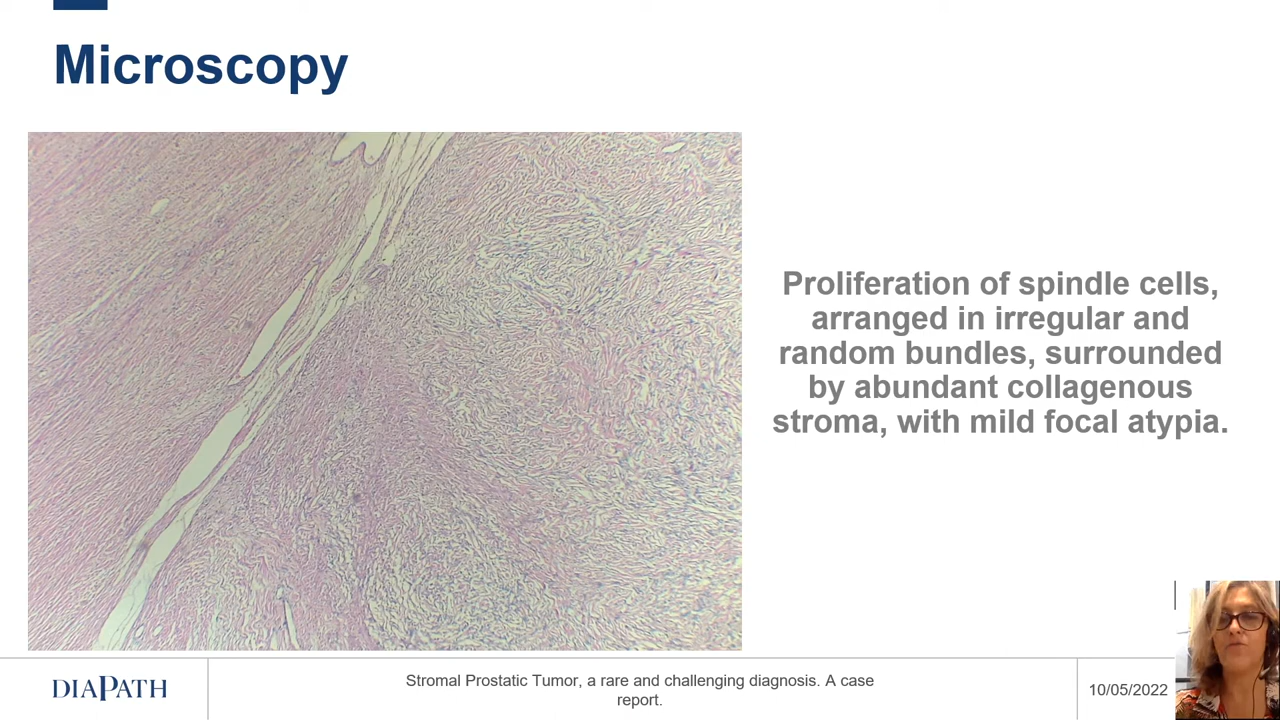 Microscopy
Proliferation of spindle cells,
arranged in irregular and
random bundles, surrounded
by abundant collagenous
stroma, with mild focal atypia.
DIAPATH
Stromal Prostatic Tumor, a rare and challenging diagnosis. A case
report.
10/05/2022